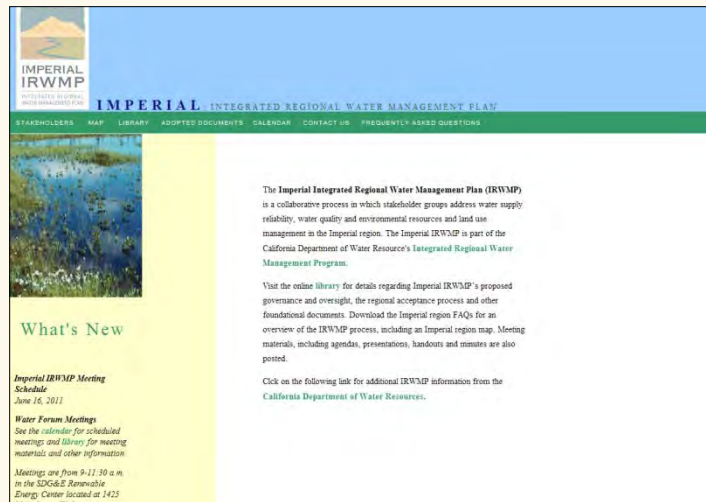 IMPERIAL
IRWMP
INTEGRATED REGIONAL
WATER MANAGEMENT PLAN
IMPERIAL INTEGRATED REGIONAL WATER MANAGEMENT PLAN
STAKEHOLDERS MAP LIBRARY ADOPTED DOCUMENTS CALENDAR CONTACT US FREQUENTLY ASKED QUESTIONS
The Imperial Integrated Regional Water Management Plan (IRWMP)
is a collaborative process in which stakeholder groups address water supply
reliability, water quality and environmental resources and land use
management in the Imperial region. The Imperial IRWMP is part of the
California Department of Water Resource's Integrated Regional Water
Management Program.
Visit the online library for details regarding Imperial IRWMP's proposed
governance and oversight, the regional acceptance process and other
foundational documents. Download the Imperial region FAQs for an
overview of the IRWMP process, including an Imperial region map. Meeting
materials, including agendas, presentations, handouts and minutes are also
posted.
Click on the following link for additional IRWMP information from the
California Department of Water Resources.
What's New
Imperial IRWMP Meeting
Schedule
June 16, 2011
Water Forum Meetings
See the calendar for scheduled
meetings and library for meeting
materials and other information
Meetings are from 9-11:30 a.m.
in the SDG&E Renewable
Energy Center located at 1425